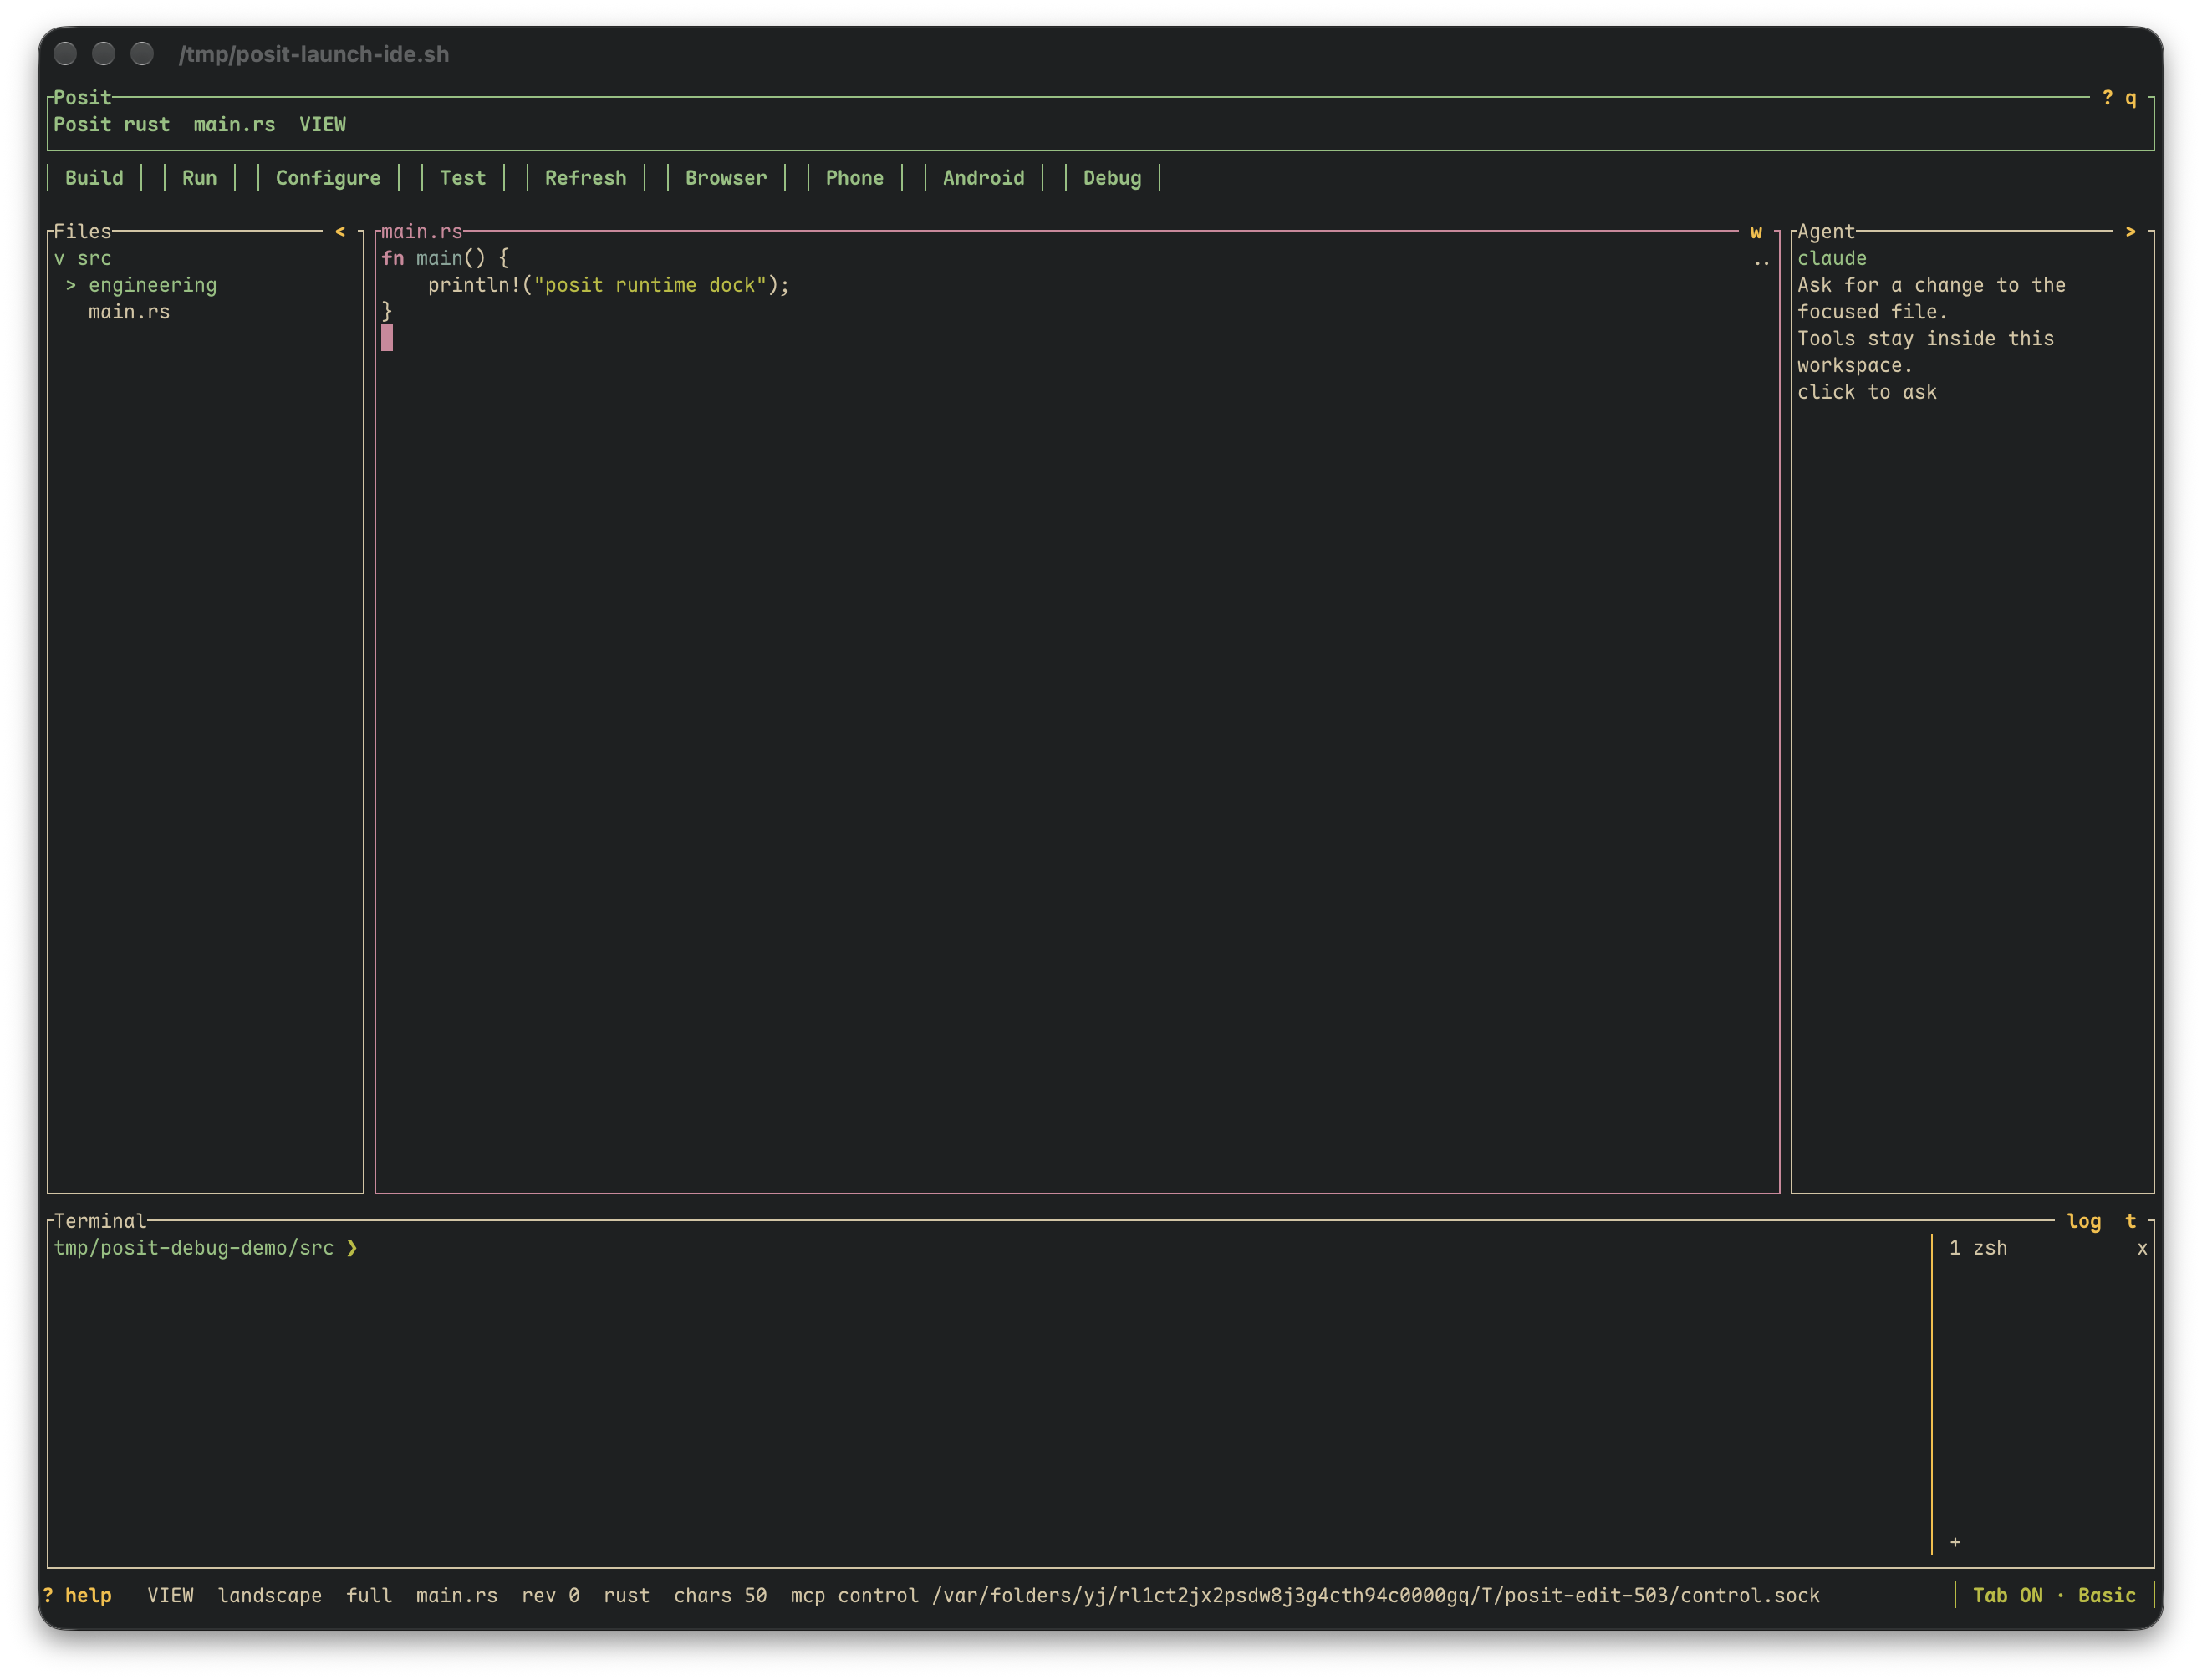 /tmp/posit-launch-ide.sh
Posit ? q
Posit rust  main.rs  VIEW
│ Build │ │ Run │ │ Configure │ │ Test │ │ Refresh │ │ Browser │ │ Phone │ │ Android │ │ Debug │
Files <
v src
> engineering
main.rs
main.rs w
fn main() { ..
    println!("posit runtime dock");
}
Agent >
claude
Ask for a change to the
focused file.
Tools stay inside this
workspace.
click to ask
Terminal log t
tmp/posit-debug-demo/src ❯
1 zsh x
+
? help  VIEW  landscape  full  main.rs  rev 0  rust  chars 50  mcp control /var/folders/yj/rl1ct2jx2psdw8j3g4cth94c0000gq/T/posit-edit-503/control.sock │ Tab ON · Basic │